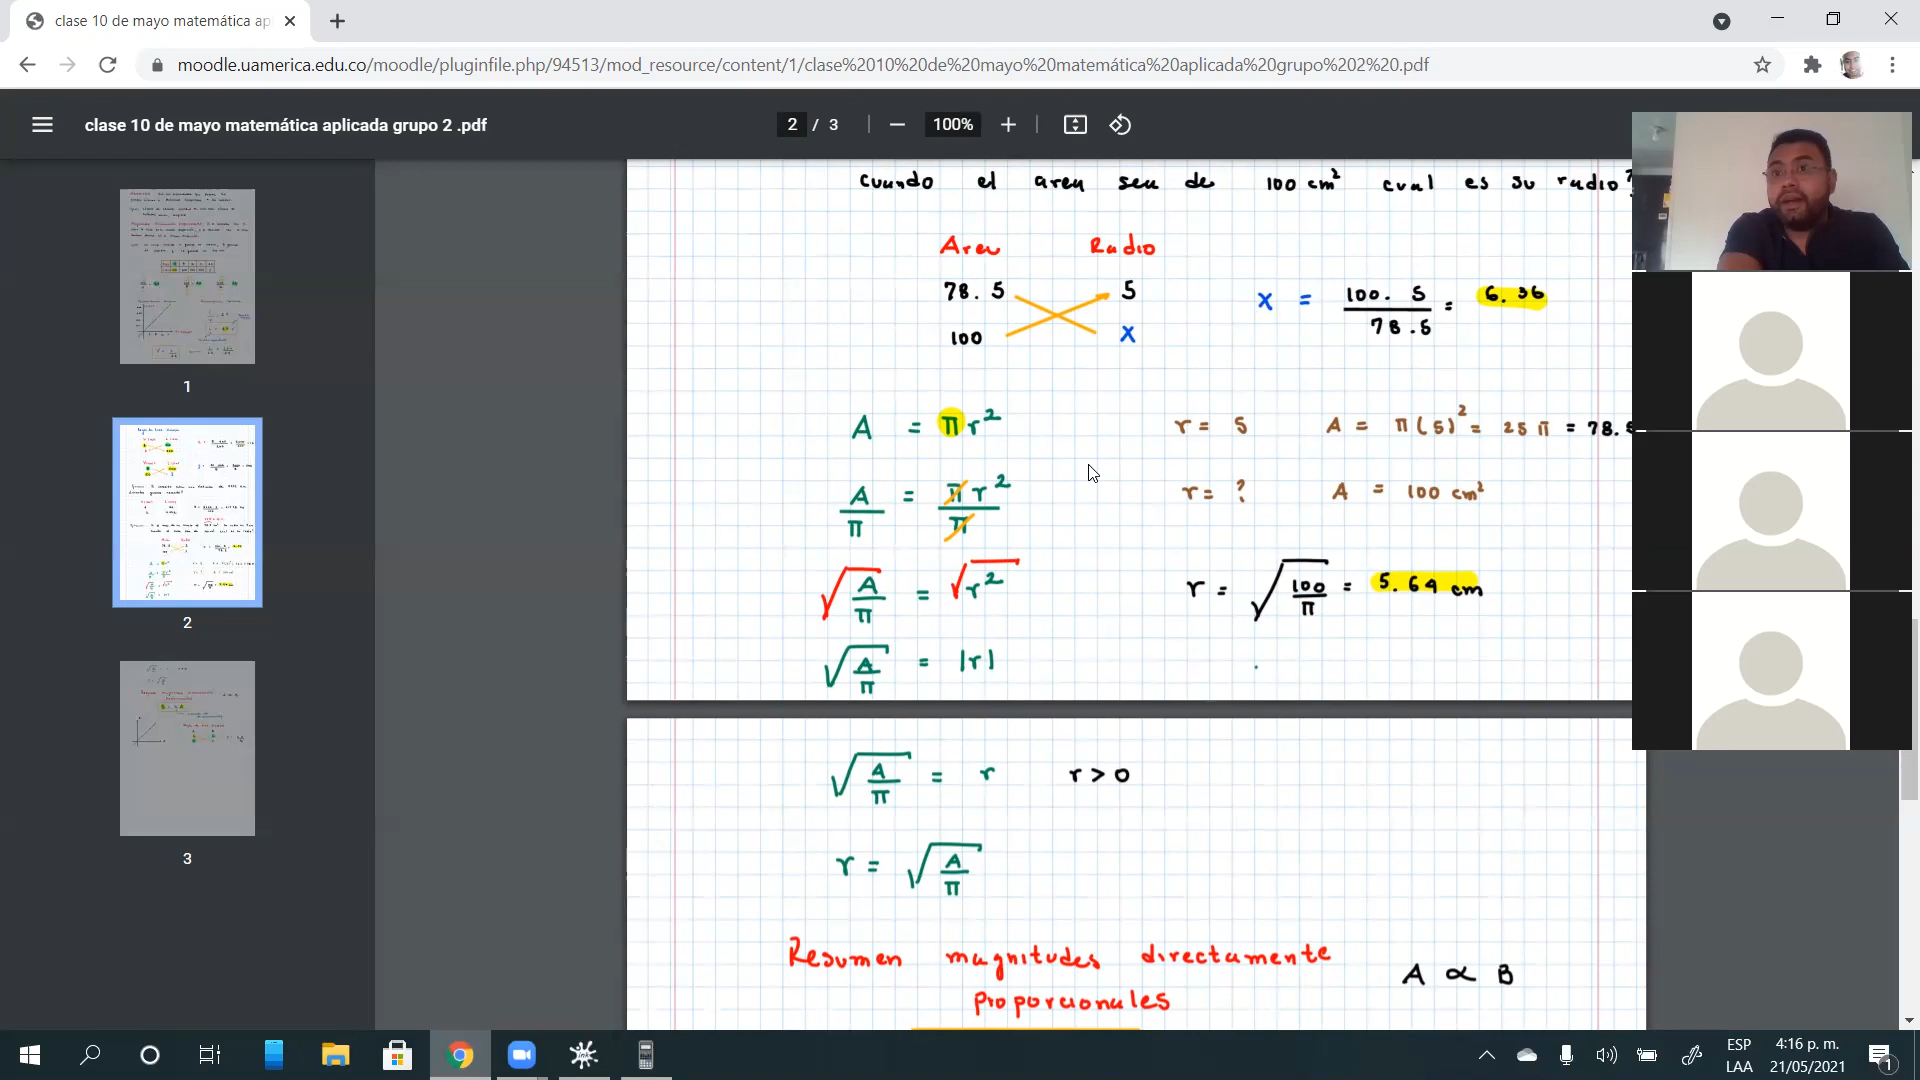 clase 10 de mayo matemática ap
moodle.uamerica.edu.co/moodle/pluginfile.php/94513/mod_resource/content/1/clase%2010%20de%20mayo%20matemática%20aplicada%20grupo%202%20.pdf
clase 10 de mayo matemática aplicada grupo 2 .pdf
2 / 3
100%
1
2
3
Cuando el area sea de 100 cm² cual es su radio?
Area Radio
78.5 5
100 X
X = 100. 5 / 78.5 = 6.36
A = πr² r = 5 A = π(5)² = 25π = 78.5
A/π = πr²/π r = ? A = 100 cm²
√A/π = √r² r = √100/π = 5.64 cm
√A/π = |r|
√A/π = r r > 0
r = √A/π
Resumen magnitudes directamente
proporcionales
A ∝ B
ESP
LAA
4:16 p. m.
21/05/2021
1